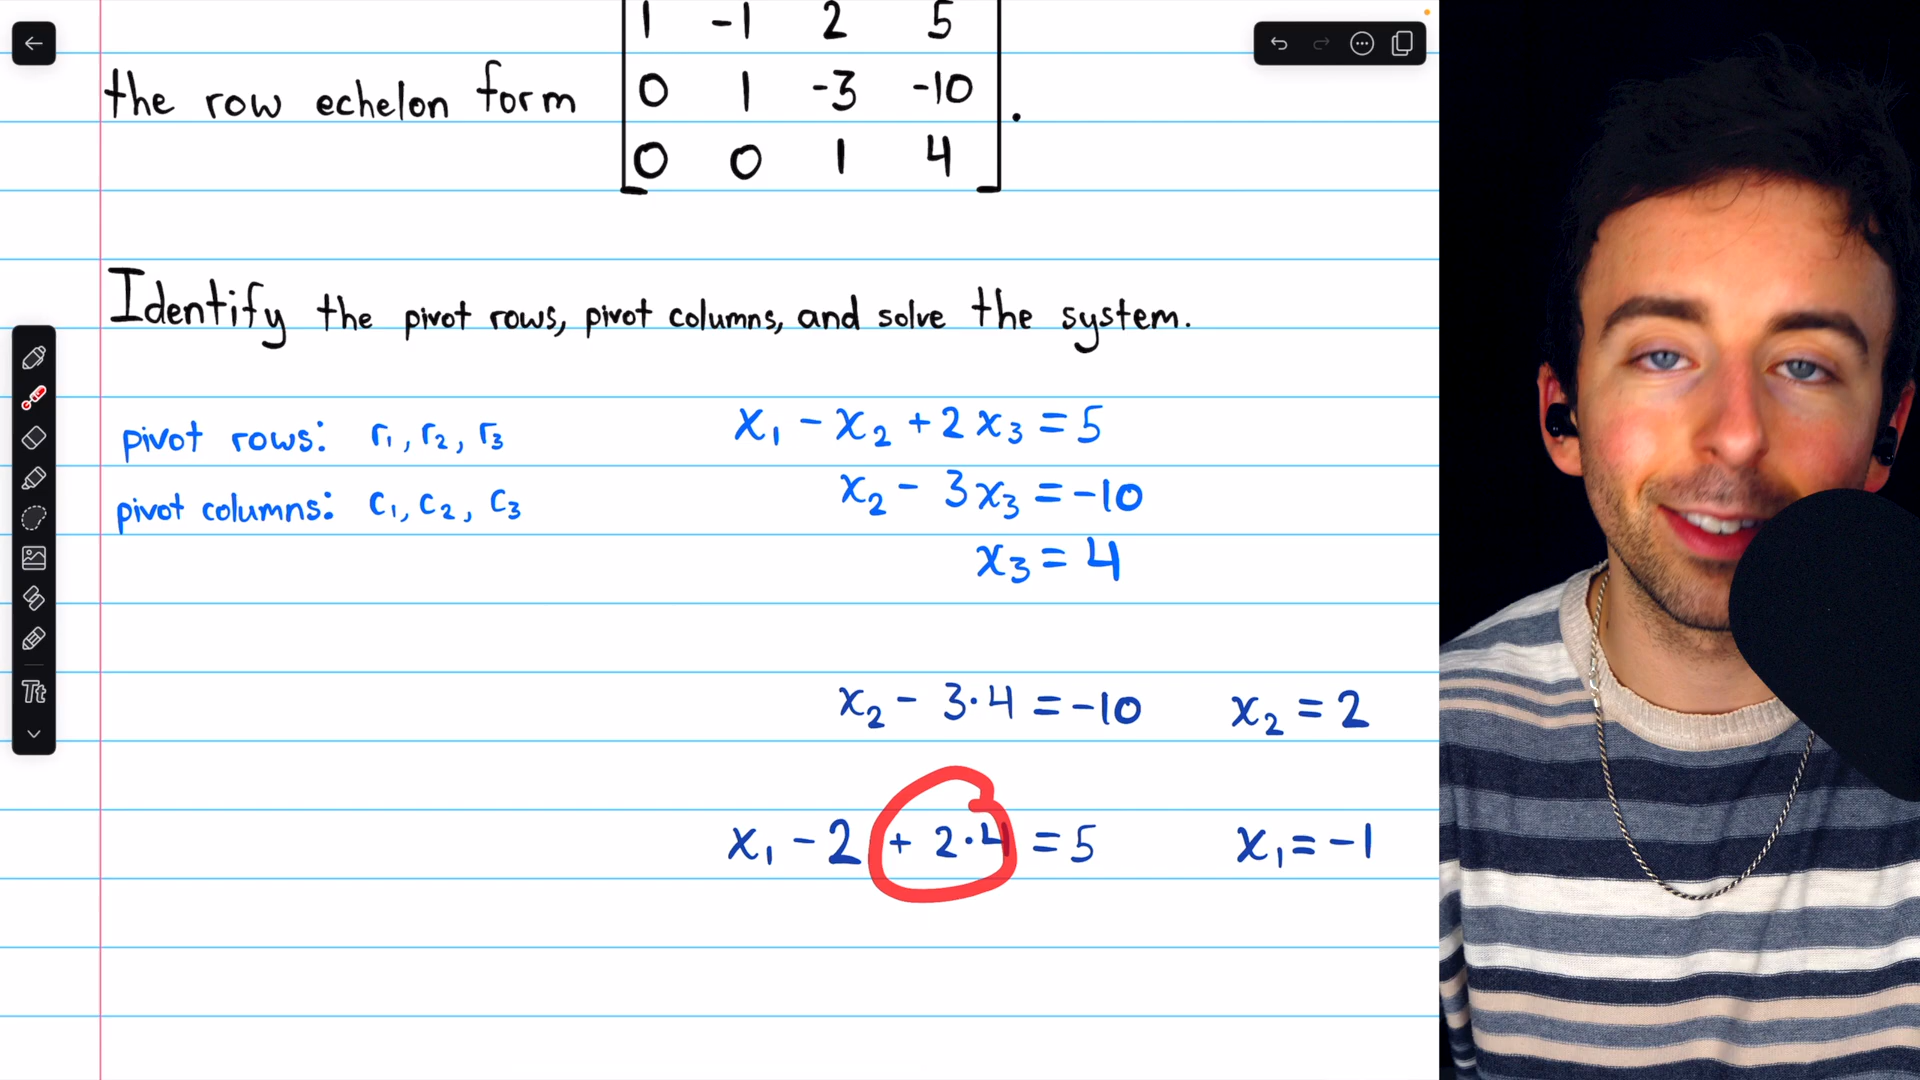 1 -1 2 5
the row echelon form 0 1 -3 -10 .
0 0 1 4
Identify the pivot rows, pivot columns, and solve the system.
pivot rows: r₁, r₂, r₃
pivot columns: c₁, c₂, c₃
x₁ - x₂ + 2x₃ = 5
x₂ - 3x₃ = -10
x₃ = 4
x₂ - 3·4 = -10 x₂ = 2
x₁ - 2 + 2·4 = 5 x₁ = -1
Tt